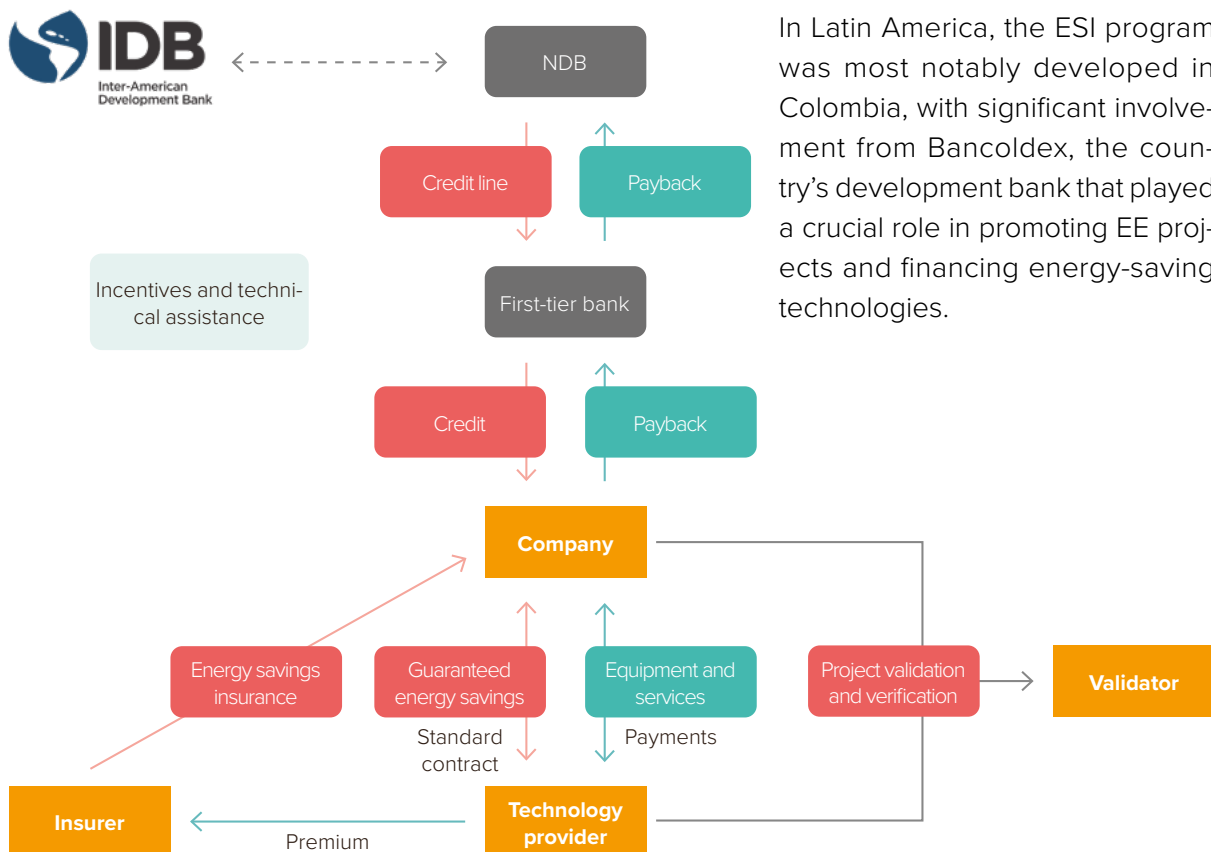 IDB
Inter-American
Development Bank
NDB
In Latin America, the ESI program
was most notably developed in
Colombia, with significant involve-
ment from Bancoldex, the coun-
try’s development bank that played
a crucial role in promoting EE proj-
ects and financing energy-saving
technologies.
Credit line
Payback
Incentives and techni-
cal assistance
First-tier bank
Credit
Payback
Company
Energy savings
insurance
Guaranteed
energy savings
Equipment and
services
Project validation
and verification
Validator
Standard
contract
Payments
Insurer
Premium
Technology
provider